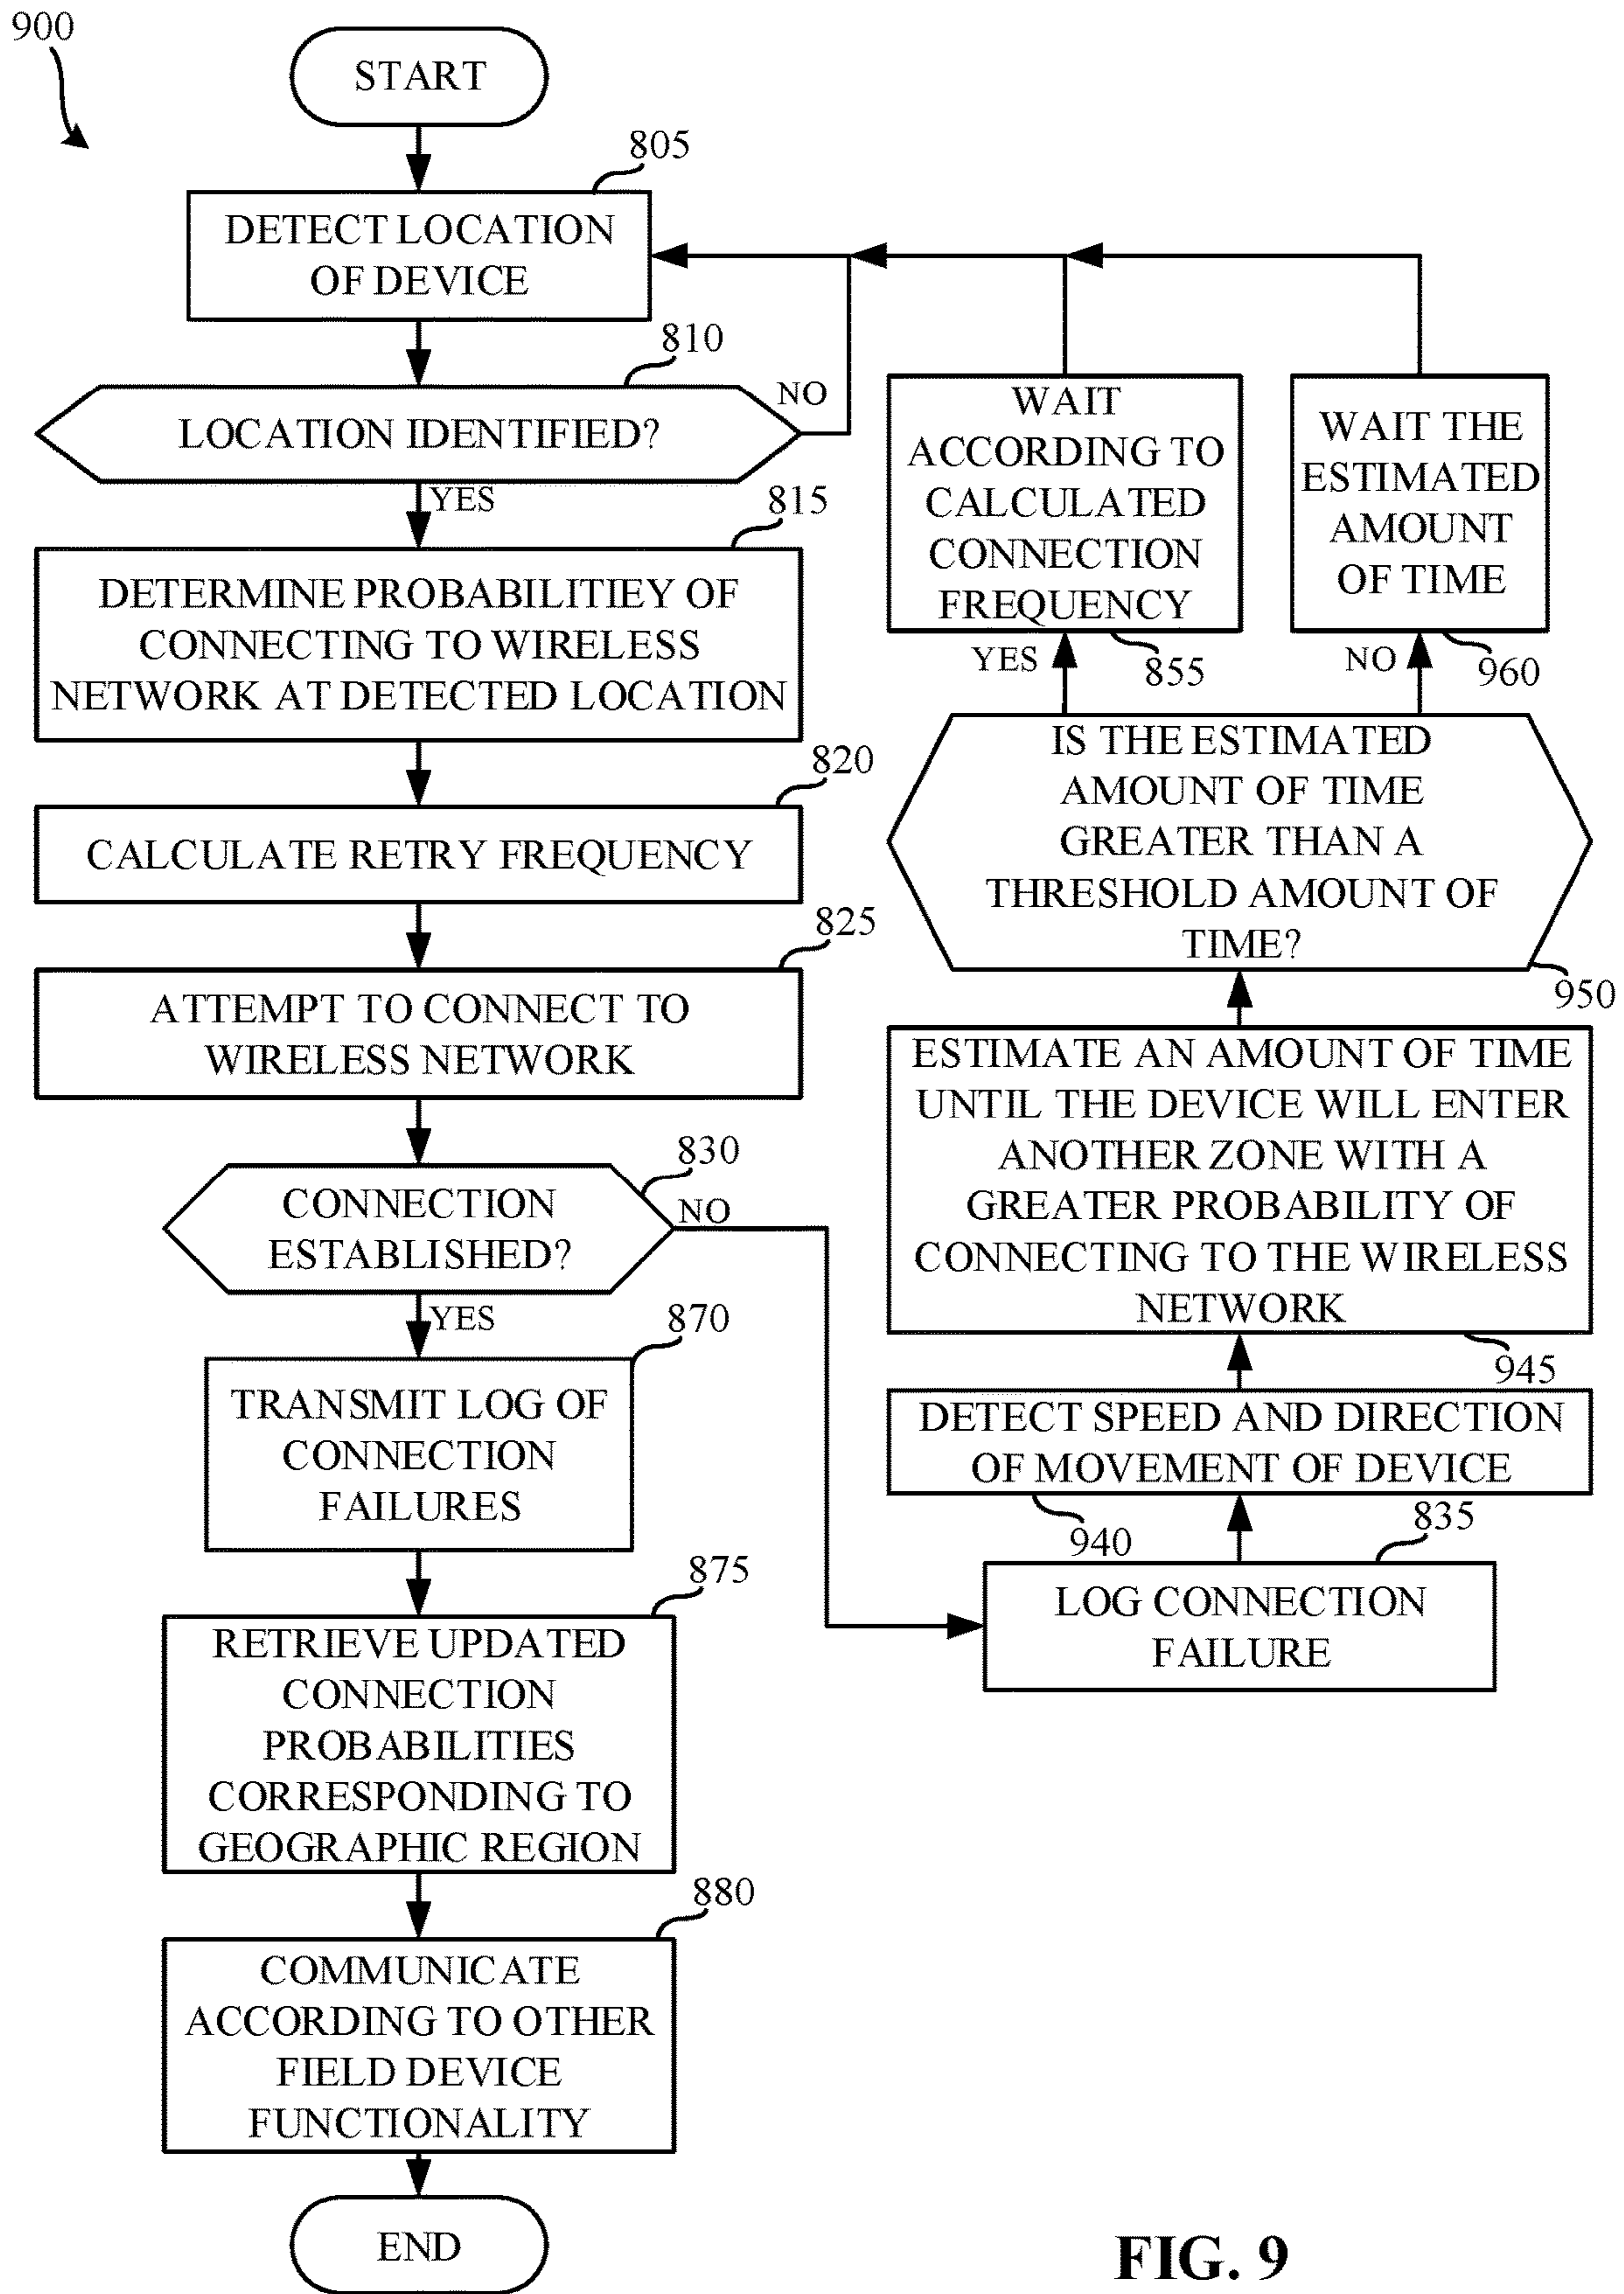 900
START
805
DETECT LOCATION
OF DEVICE
810
LOCATION IDENTIFIED?
NO
YES
815
DETERMINE PROBABILITIEY OF
CONNECTING TO WIRELESS
NETWORK AT DETECTED LOCATION
820
CALCULATE RETRY FREQUENCY
825
ATTEMPT TO CONNECT TO
WIRELESS NETWORK
830
CONNECTION
ESTABLISHED?
NO
YES
870
TRANSMIT LOG OF
CONNECTION
FAILURES
875
RETRIEVE UPDATED
CONNECTION
PROBABILITIES
CORRESPONDING TO
GEOGRAPHIC REGION
880
COMMUNICATE
ACCORDING TO OTHER
FIELD DEVICE
FUNCTIONALITY
END
WAIT
ACCORDING TO
CALCULATED
CONNECTION
FREQUENCY
855
YES
WAIT THE
ESTIMATED
AMOUNT
OF TIME
960
NO
IS THE ESTIMATED
AMOUNT OF TIME
GREATER THAN A
THRESHOLD AMOUNT OF
TIME?
950
ESTIMATE AN AMOUNT OF TIME
UNTIL THE DEVICE WILL ENTER
ANOTHER ZONE WITH A
GREATER PROBABILITY OF
CONNECTING TO THE WIRELESS
NETWORK
945
DETECT SPEED AND DIRECTION
OF MOVEMENT OF DEVICE
940
835
LOG CONNECTION
FAILURE
FIG. 9